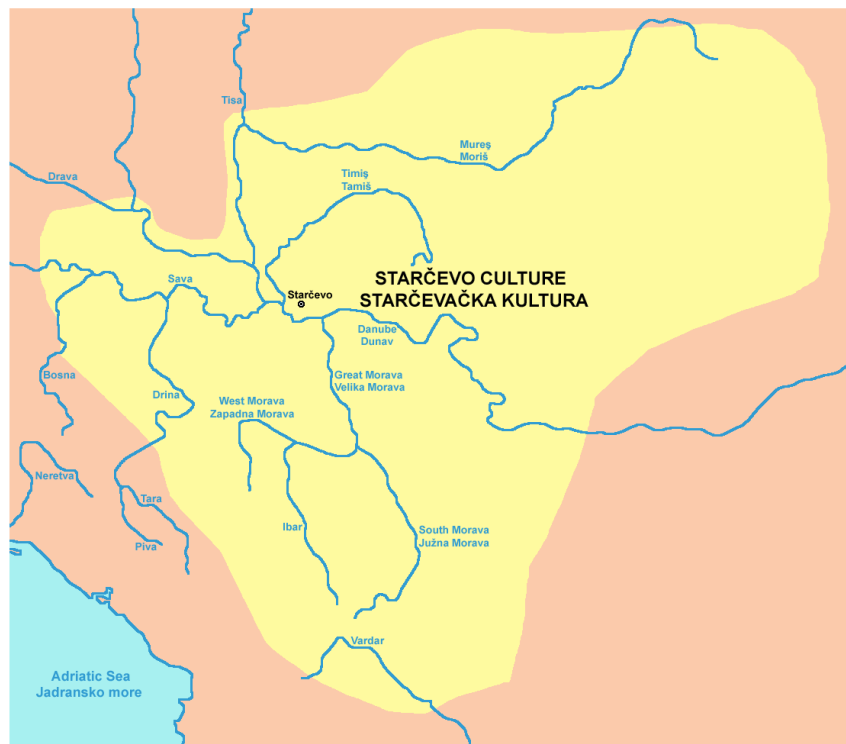 Tisa
Mureş
Moriš
Timiş
Tamiš
Drava
STARČEVO CULTURE
STARČEVAČKA KULTURA
Sava
Starčevo
Danube
Dunav
Bosna
Great Morava
Velika Morava
Drina
West Morava
Zapadna Morava
Neretva
Tara
Ibar
South Morava
Južna Morava
Piva
Vardar
Adriatic Sea
Jadransko more